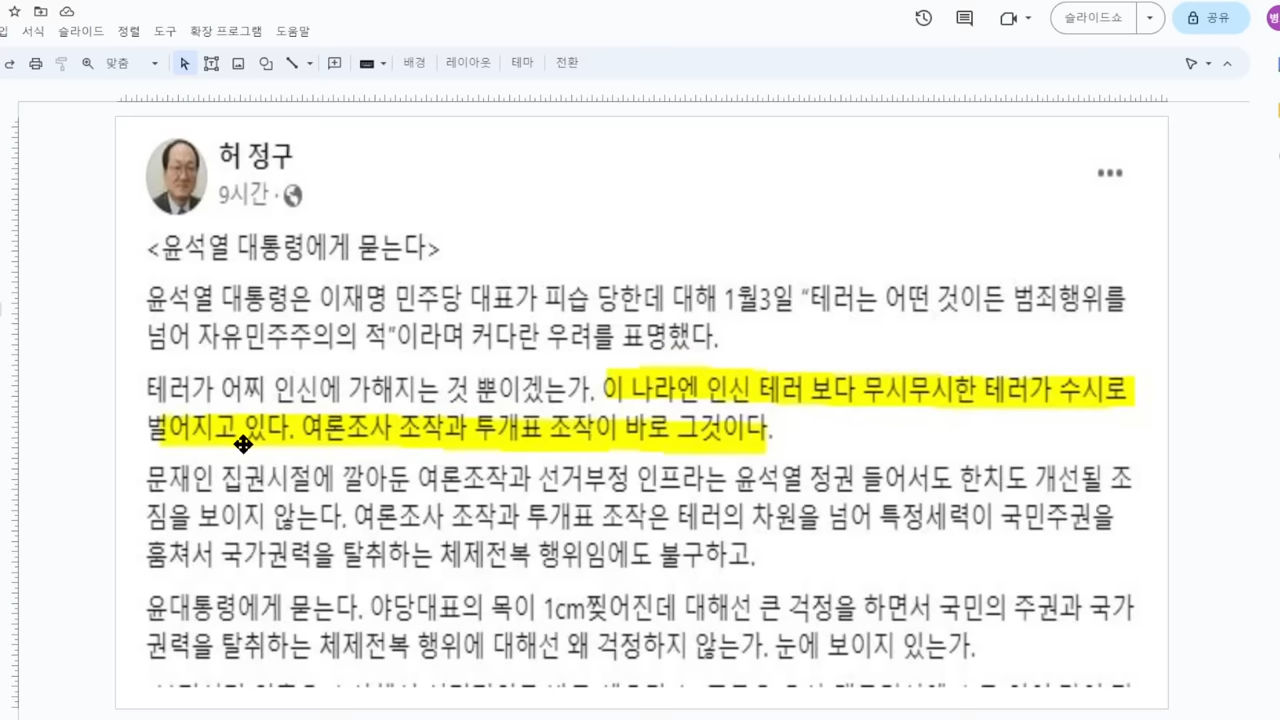 입 서식 슬라이드 정렬 도구 확장 프로그램 도움말
슬라이드쇼 공유 병
맞춤 배경 레이아웃 테마 전환
허 정구
9시간 ·
<윤석열 대통령에게 묻는다>
윤석열 대통령은 이재명 민주당 대표가 피습 당한데 대해 1월3일 "테러는 어떤 것이든 범죄행위를
넘어 자유민주주의의 적"이라며 커다란 우려를 표명했다.
테러가 어찌 인신에 가해지는 것 뿐이겠는가. 이 나라엔 인신 테러 보다 무시무시한 테러가 수시로
벌어지고 있다. 여론조사 조작과 투개표 조작이 바로 그것이다.
문재인 집권시절에 깔아둔 여론조작과 선거부정 인프라는 윤석열 정권 들어서도 한치도 개선될 조
짐을 보이지 않는다. 여론조사 조작과 투개표 조작은 테러의 차원을 넘어 특정세력이 국민주권을
훔쳐서 국가권력을 탈취하는 체제전복 행위임에도 불구하고.
윤대통령에게 묻는다. 야당대표의 목이 1cm찢어진데 대해선 큰 걱정을 하면서 국민의 주권과 국가
권력을 탈취하는 체제전복 행위에 대해선 왜 걱정하지 않는가. 눈에 보이지 있는가.